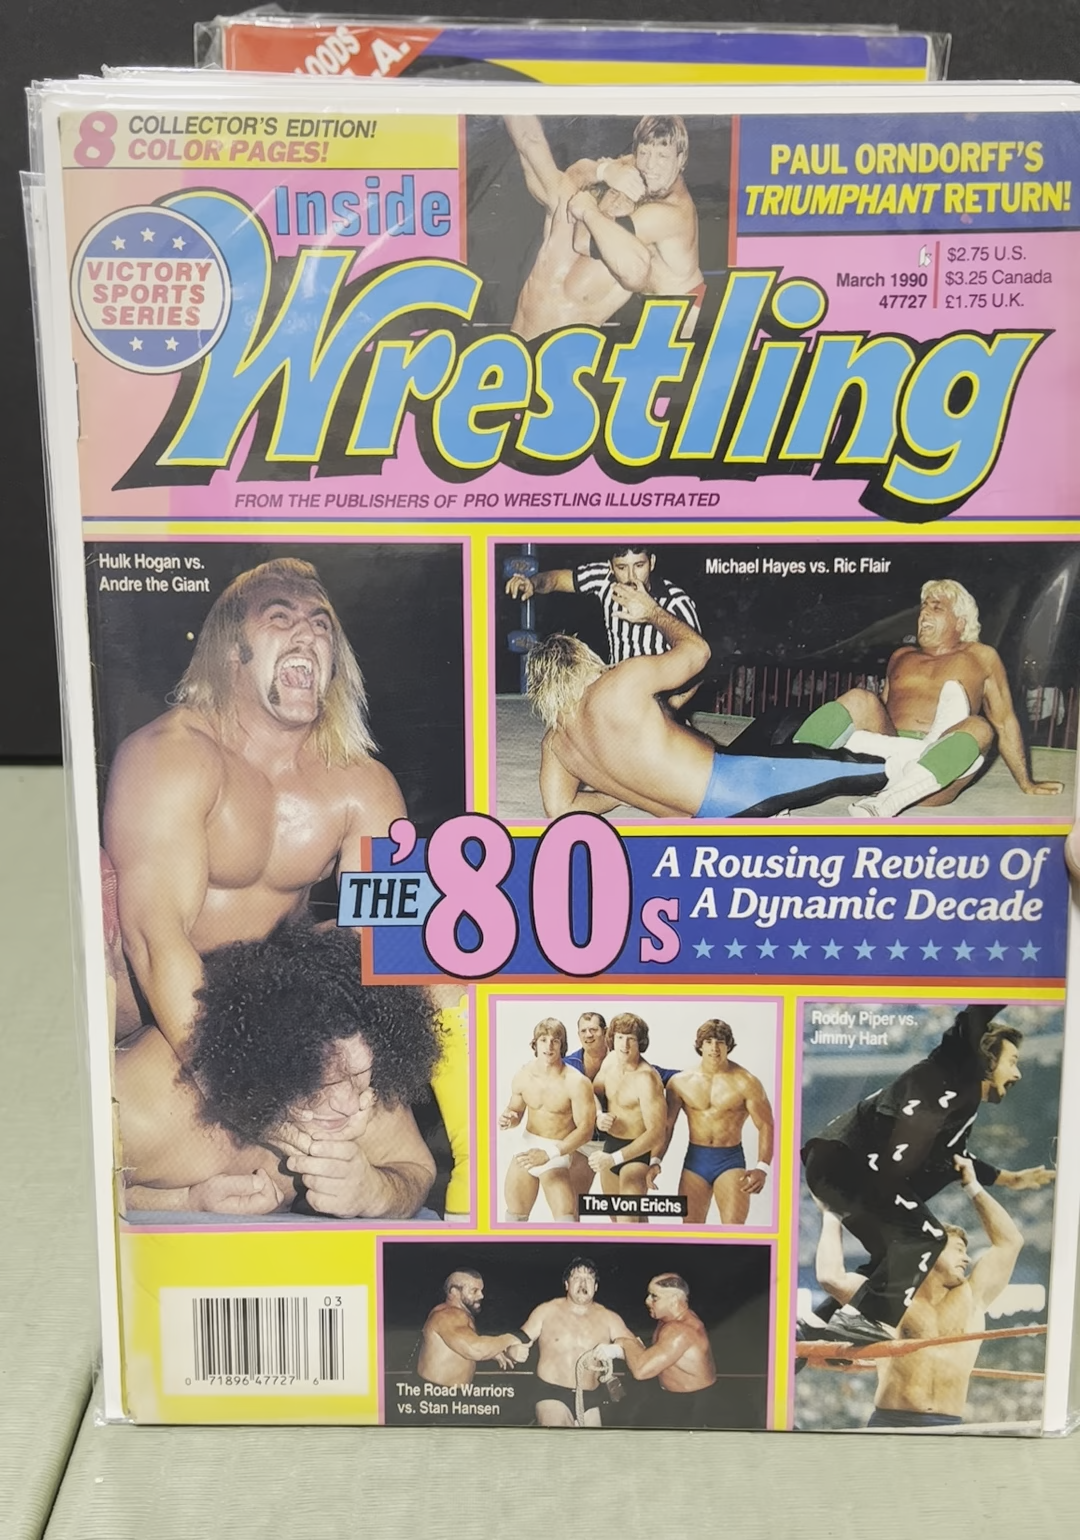 LOODS
L.A.
8 COLLECTOR'S EDITION!
COLOR PAGES!
PAUL ORNDORFF'S
TRIUMPHANT RETURN!
Inside
Wrestling
VICTORY
SPORTS
SERIES
March 1990
47727
$2.75 U.S.
$3.25 Canada
£1.75 U.K.
FROM THE PUBLISHERS OF PRO WRESTLING ILLUSTRATED
Hulk Hogan vs.
Andre the Giant
Michael Hayes vs. Ric Flair
THE '80s
A Rousing Review Of
A Dynamic Decade
The Von Erichs
Roddy Piper vs.
Jimmy Hart
The Road Warriors
vs. Stan Hansen
03
0 71896 47727 6